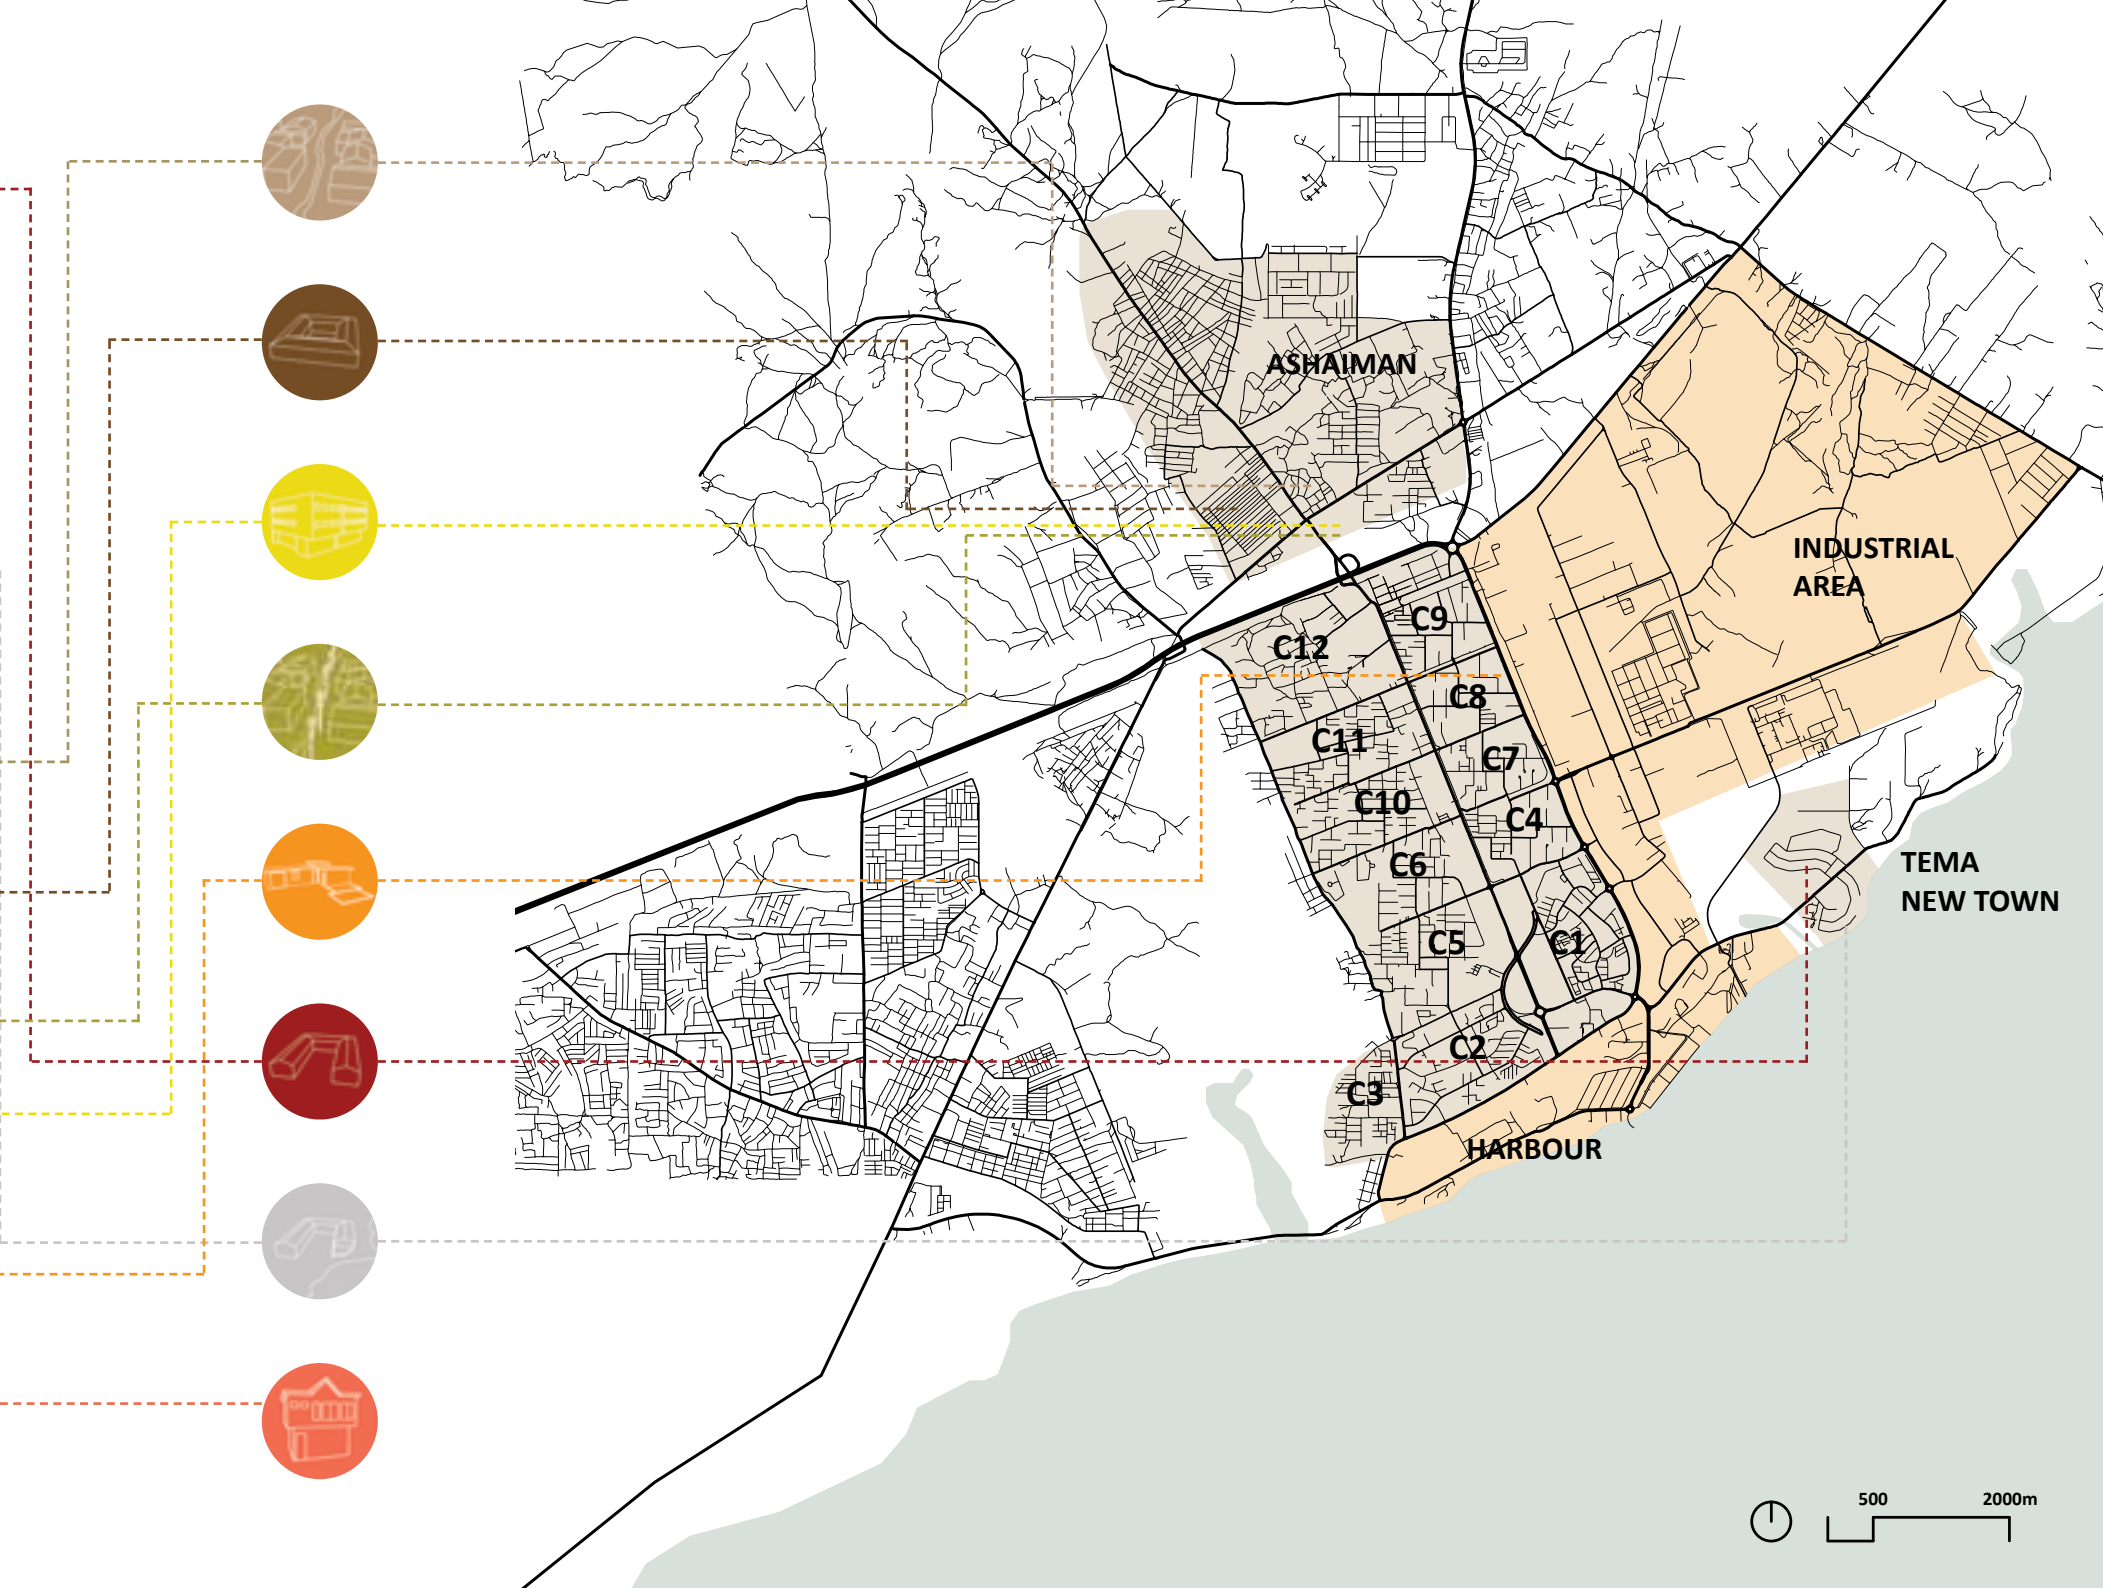 ASHAIMAN
INDUSTRIAL
AREA
C9
C12
C8
C11
C7
C10
C4
C6
TEMA
NEW TOWN
C5
C1
C2
C3
HARBOUR
500
2000m